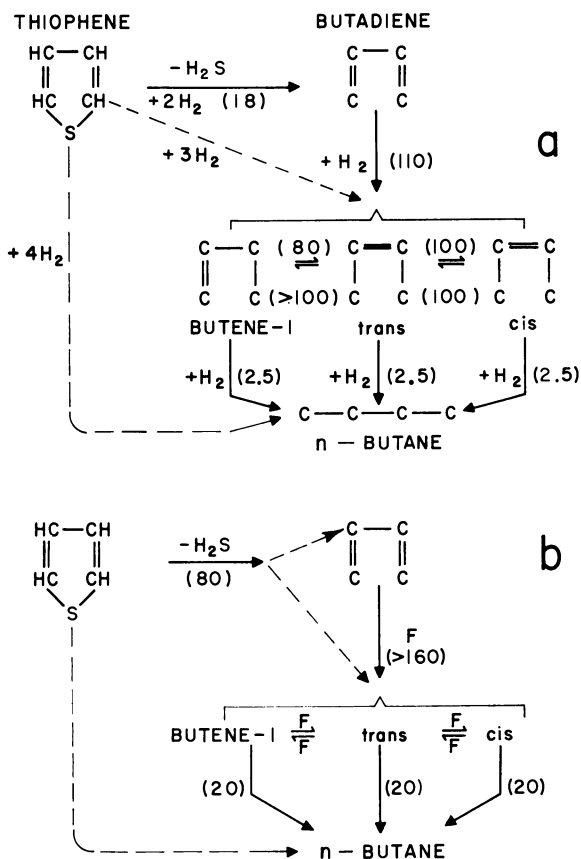 THIOPHENE BUTADIENE
HC CH C C
−H₂S
HC CH C C
+2H₂ (18)
S
+3H₂ +H₂ (110) a
+4H₂
C C (80) C C (100) C C
⇌ ⇌
C C (>100) C C (100) C C
BUTENE-1 trans cis
+H₂ (2.5) +H₂ (2.5) +H₂ (2.5)
C — C — C — C
n — BUTANE
HC CH C C
−H₂S b
HC CH C C
(80)
S
F
(>160)
BUTENE-1 F ⇌ F trans F ⇌ F cis
(20) (20) (20)
n — BUTANE